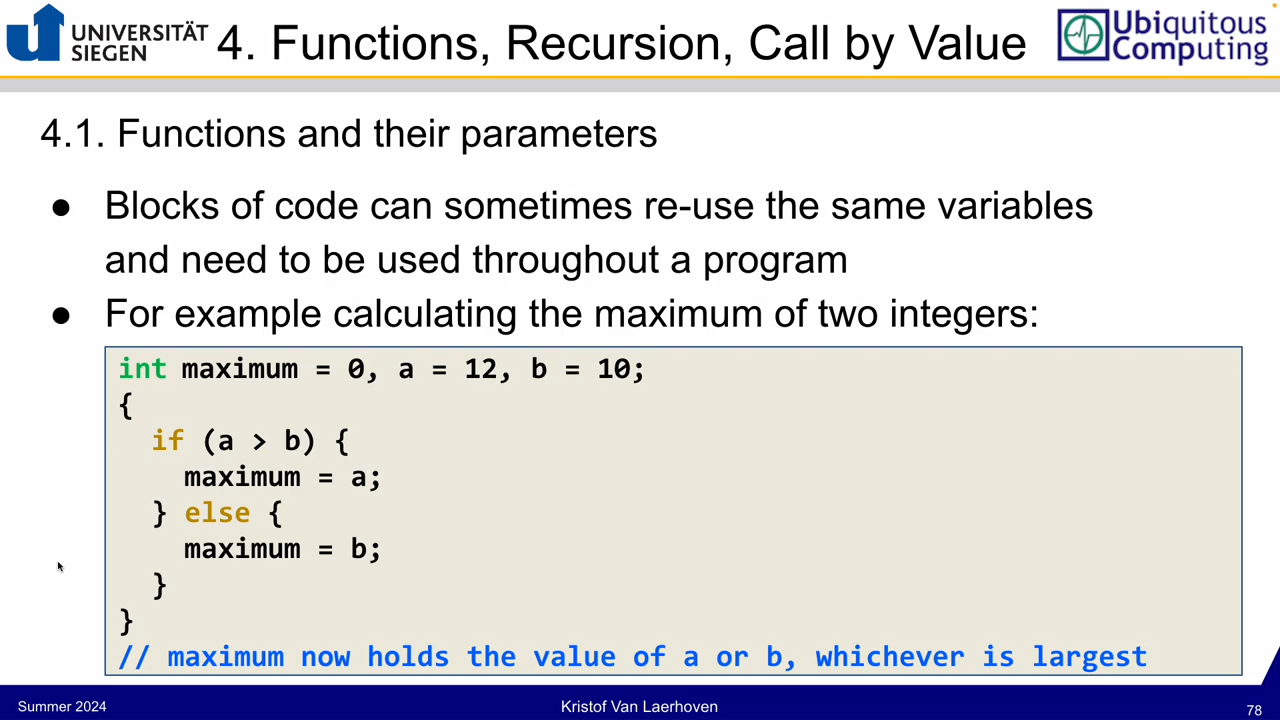 UNIVERSITÄT
SIEGEN
4. Functions, Recursion, Call by Value
Ubiquitous
Computing
4.1. Functions and their parameters
● Blocks of code can sometimes re-use the same variables
and need to be used throughout a program
● For example calculating the maximum of two integers:
int maximum = 0, a = 12, b = 10;
{
  if (a > b) {
    maximum = a;
  } else {
    maximum = b;
  }
}
// maximum now holds the value of a or b, whichever is largest
Summer 2024
Kristof Van Laerhoven
78